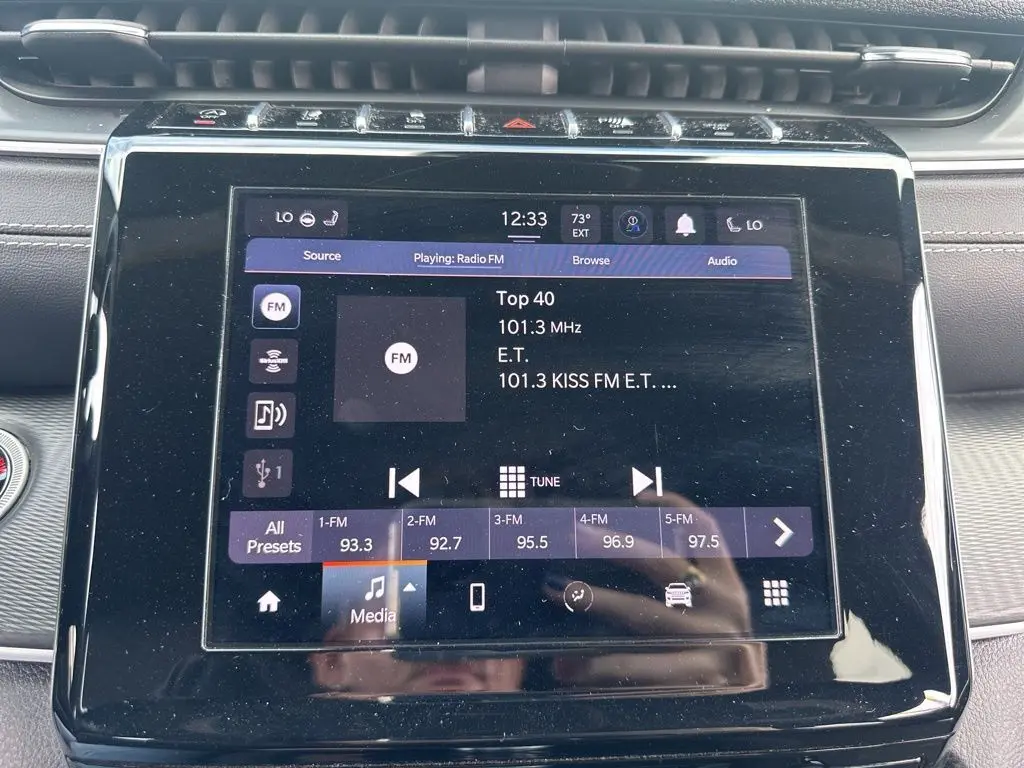 OFF
LO
12:33
73°
EXT
LO
Source
Playing: Radio FM
Browse
Audio
FM
Top 40
101.3 MHz
FM
E.T.
101.3 KISS FM E.T. ...
1
TUNE
All
Presets
1-FM
93.3
2-FM
92.7
3-FM
95.5
4-FM
96.9
5-FM
97.5
Media